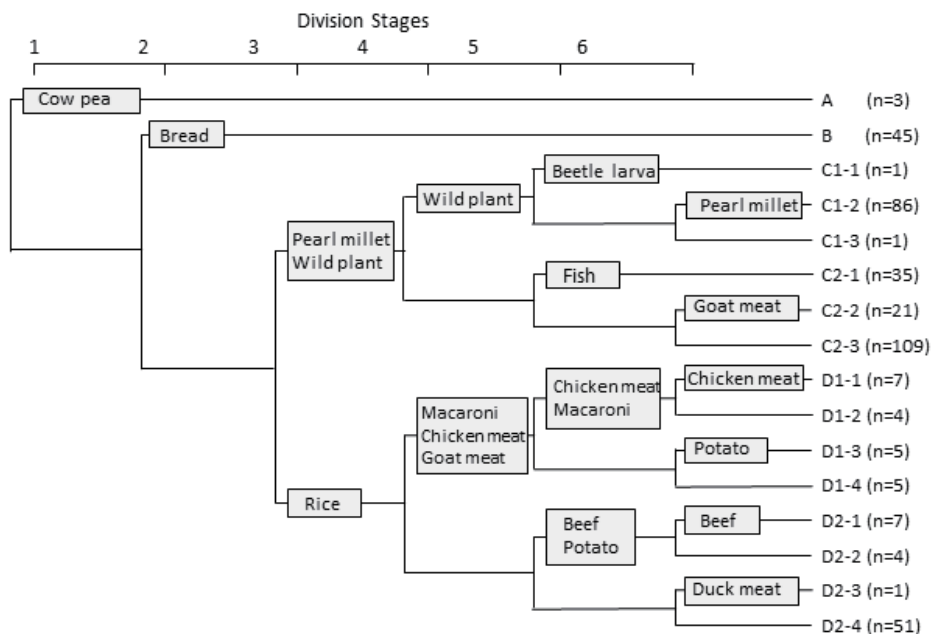 Division Stages
1 2 3 4 5 6
Cow pea A (n=3)
Bread B (n=45)
Beetle larva C1-1 (n=1)
Wild plant
Pearl millet C1-2 (n=86)
Pearl millet
Wild plant
C1-3 (n=1)
Fish C2-1 (n=35)
Goat meat C2-2 (n=21)
C2-3 (n=109)
Chicken meat D1-1 (n=7)
Chicken meat
Macaroni
D1-2 (n=4)
Macaroni
Chicken meat
Goat meat
Potato D1-3 (n=5)
D1-4 (n=5)
Rice
Beef
Potato
Beef D2-1 (n=7)
D2-2 (n=4)
Duck meat D2-3 (n=1)
D2-4 (n=51)